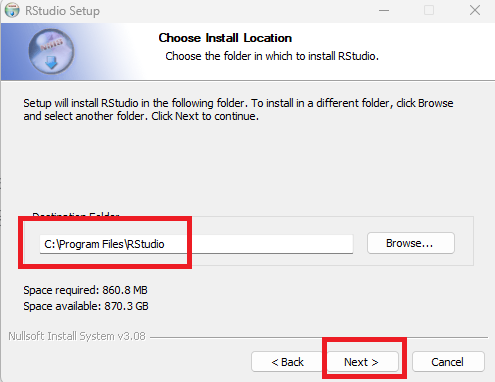 RStudio Setup
Choose Install Location
Choose the folder in which to install RStudio.
Setup will install RStudio in the following folder. To install in a different folder, click Browse
and select another folder. Click Next to continue.
Destination Folder
C:\Program Files\RStudio
Browse...
Space required: 860.8 MB
Space available: 870.3 GB
Nullsoft Install System v3.08
< Back
Next >
Cancel